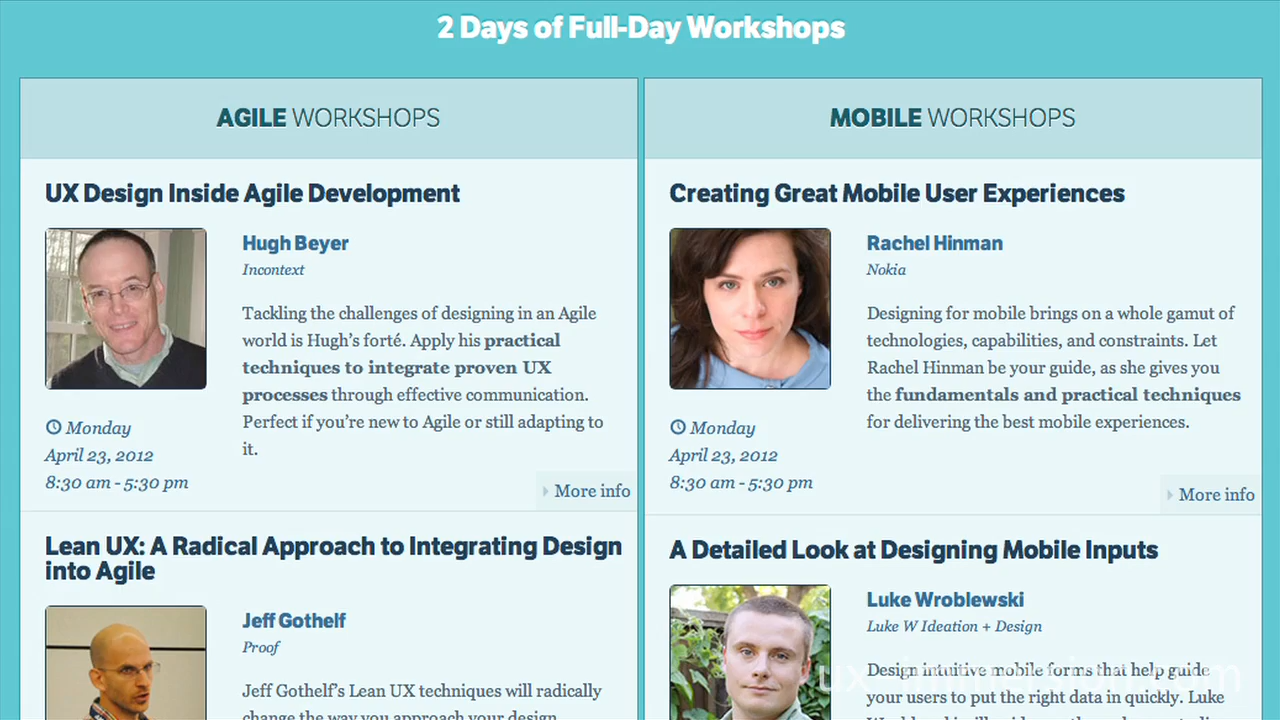 2 Days of Full-Day Workshops
AGILE WORKSHOPS
UX Design Inside Agile Development
Hugh Beyer
Incontext
Tackling the challenges of designing in an Agile
world is Hugh's forté. Apply his practical
techniques to integrate proven UX
processes through effective communication.
Perfect if you're new to Agile or still adapting to
it.
Monday
April 23, 2012
8:30 am - 5:30 pm
More info
Lean UX: A Radical Approach to Integrating Design
into Agile
Jeff Gothelf
Proof
Jeff Gothelf's Lean UX techniques will radically
change the way you approach your design
MOBILE WORKSHOPS
Creating Great Mobile User Experiences
Rachel Hinman
Nokia
Designing for mobile brings on a whole gamut of
technologies, capabilities, and constraints. Let
Rachel Hinman be your guide, as she gives you
the fundamentals and practical techniques
for delivering the best mobile experiences.
Monday
April 23, 2012
8:30 am - 5:30 pm
More info
A Detailed Look at Designing Mobile Inputs
Luke Wroblewski
Luke W Ideation + Design
Design intuitive mobile forms that help guide
your users to put the right data in quickly. Luke